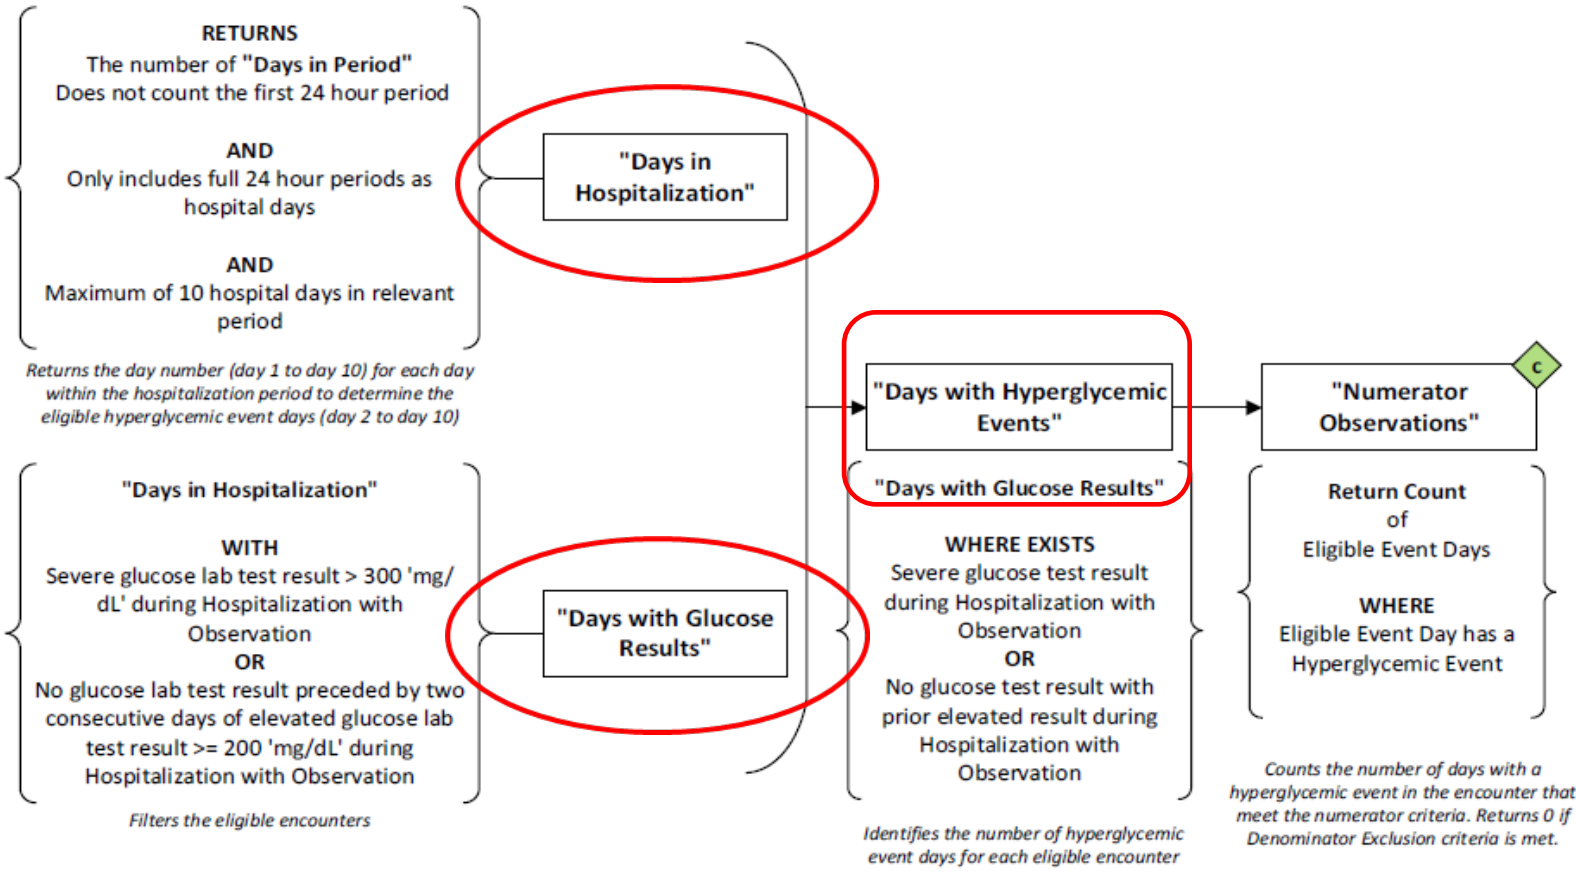 RETURNS
The number of "Days in Period"
Does not count the first 24 hour period
AND
Only includes full 24 hour periods as
hospital days
AND
Maximum of 10 hospital days in relevant
period
Returns the day number (day 1 to day 10) for each day
within the hospitalization period to determine the
eligible hyperglycemic event days (day 2 to day 10)
"Days in
Hospitalization"
"Days in Hospitalization"
WITH
Severe glucose lab test result > 300 'mg/
dL' during Hospitalization with
Observation
OR
No glucose lab test result preceded by two
consecutive days of elevated glucose lab
test result >= 200 'mg/dL' during
Hospitalization with Observation
Filters the eligible encounters
"Days with Glucose
Results"
"Days with Hyperglycemic
Events"
"Days with Glucose Results"
WHERE EXISTS
Severe glucose test result
during Hospitalization with
Observation
OR
No glucose test result with
prior elevated result during
Hospitalization with
Observation
Identifies the number of hyperglycemic
event days for each eligible encounter
C
"Numerator
Observations"
Return Count
of
Eligible Event Days
WHERE
Eligible Event Day has a
Hyperglycemic Event
Counts the number of days with a
hyperglycemic event in the encounter that
meet the numerator criteria. Returns 0 if
Denominator Exclusion criteria is met.